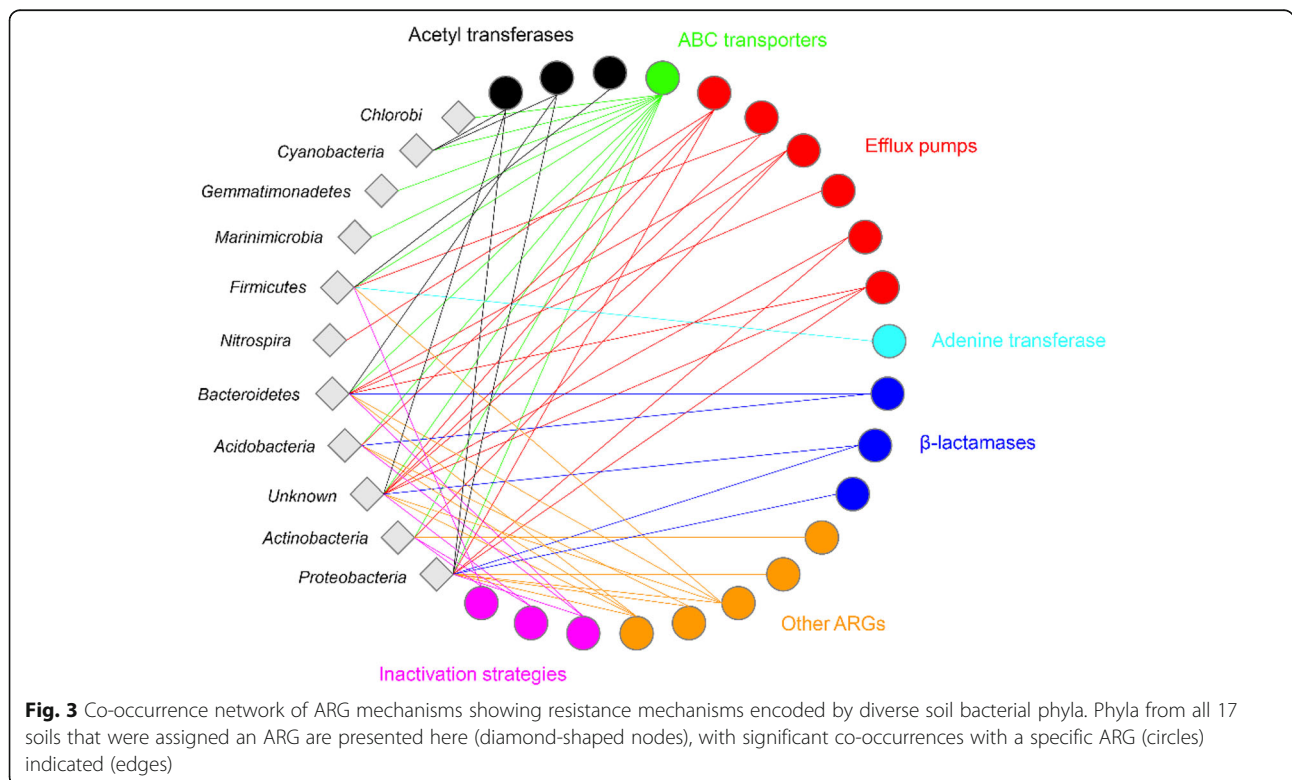 Acetyl transferases
ABC transporters
Chlorobi
Cyanobacteria
Efflux pumps
Gemmatimonadetes
Marinimicrobia
Firmicutes
Nitrospira
Adenine transferase
Bacteroidetes
Acidobacteria
β-lactamases
Unknown
Actinobacteria
Proteobacteria
Other ARGs
Inactivation strategies
Fig. 3 Co-occurrence network of ARG mechanisms showing resistance mechanisms encoded by diverse soil bacterial phyla. Phyla from all 17
soils that were assigned an ARG are presented here (diamond-shaped nodes), with significant co-occurrences with a specific ARG (circles)
indicated (edges)